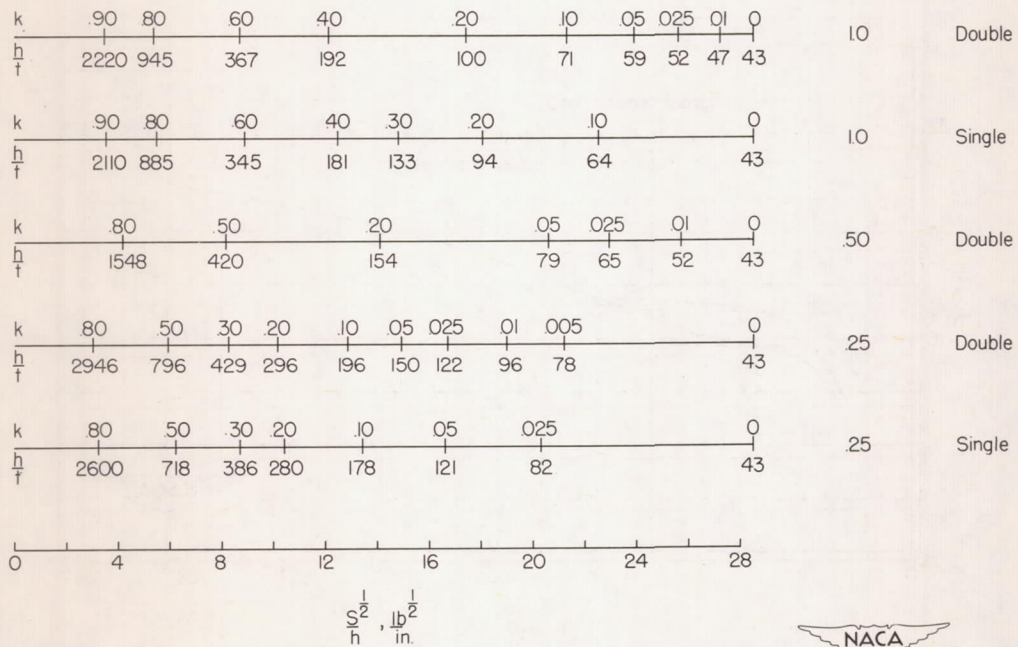 k .90 .80 .60 .40 .20 .10 .05 .025 .01 0 1.0 Double
h/t 2220 945 367 192 100 71 59 52 47 43
k .90 .80 .60 .40 .30 .20 .10 0 1.0 Single
h/t 2110 885 345 181 133 94 64 43
k .80 .50 .20 .05 .025 .01 0 .50 Double
h/t 1548 420 154 79 65 52 43
k .80 .50 .30 .20 .10 .05 .025 .01 .005 0 .25 Double
h/t 2946 796 429 296 196 150 122 96 78 43
k .80 .50 .30 .20 .10 .05 .025 0 .25 Single
h/t 2600 718 386 280 178 121 82 43
0 4 8 12 16 20 24 28
S^1/2/h , lb^1/2/in.
NACA